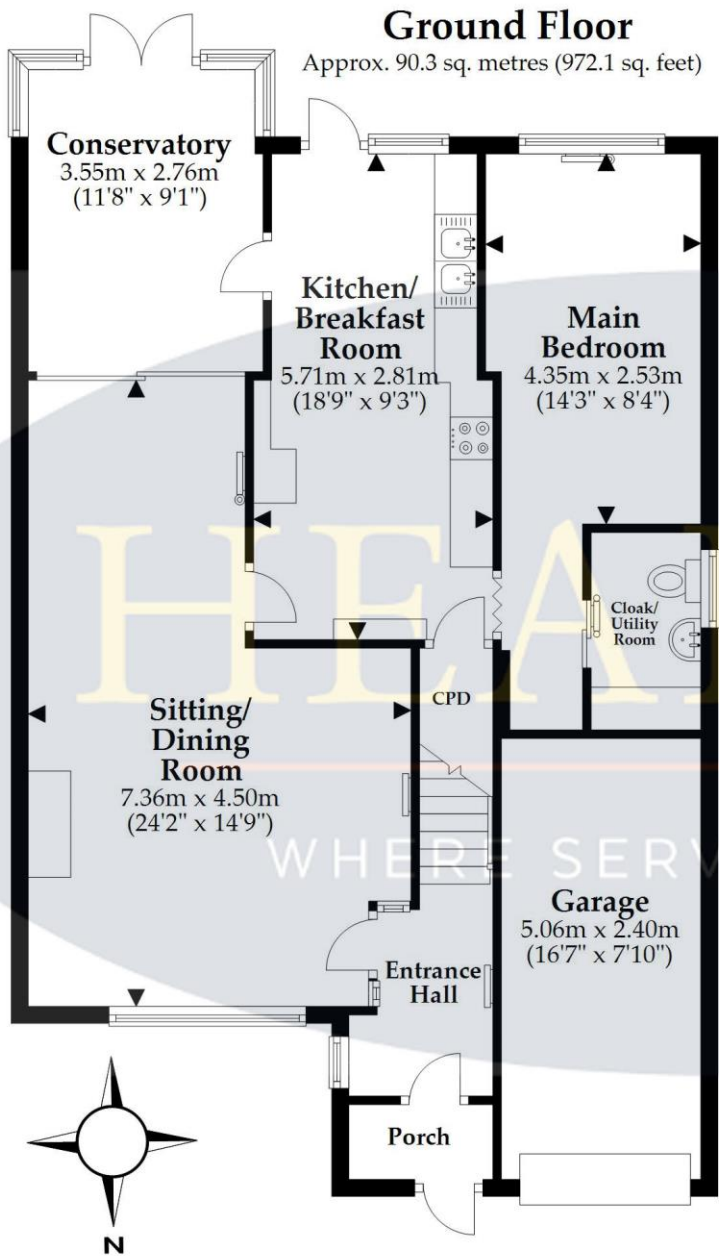 Ground Floor
Approx. 90.3 sq. metres (972.1 sq. feet)
Conservatory
3.55m x 2.76m
(11'8" x 9'1")
Kitchen/
Breakfast
Room
5.71m x 2.81m
(18'9" x 9'3")
Main
Bedroom
4.35m x 2.53m
(14'3" x 8'4")
Cloak/
Utility
Room
CPD
Sitting/
Dining
Room
7.36m x 4.50m
(24'2" x 14'9")
Garage
5.06m x 2.40m
(16'7" x 7'10")
Entrance
Hall
Porch
N
WHERE SERV